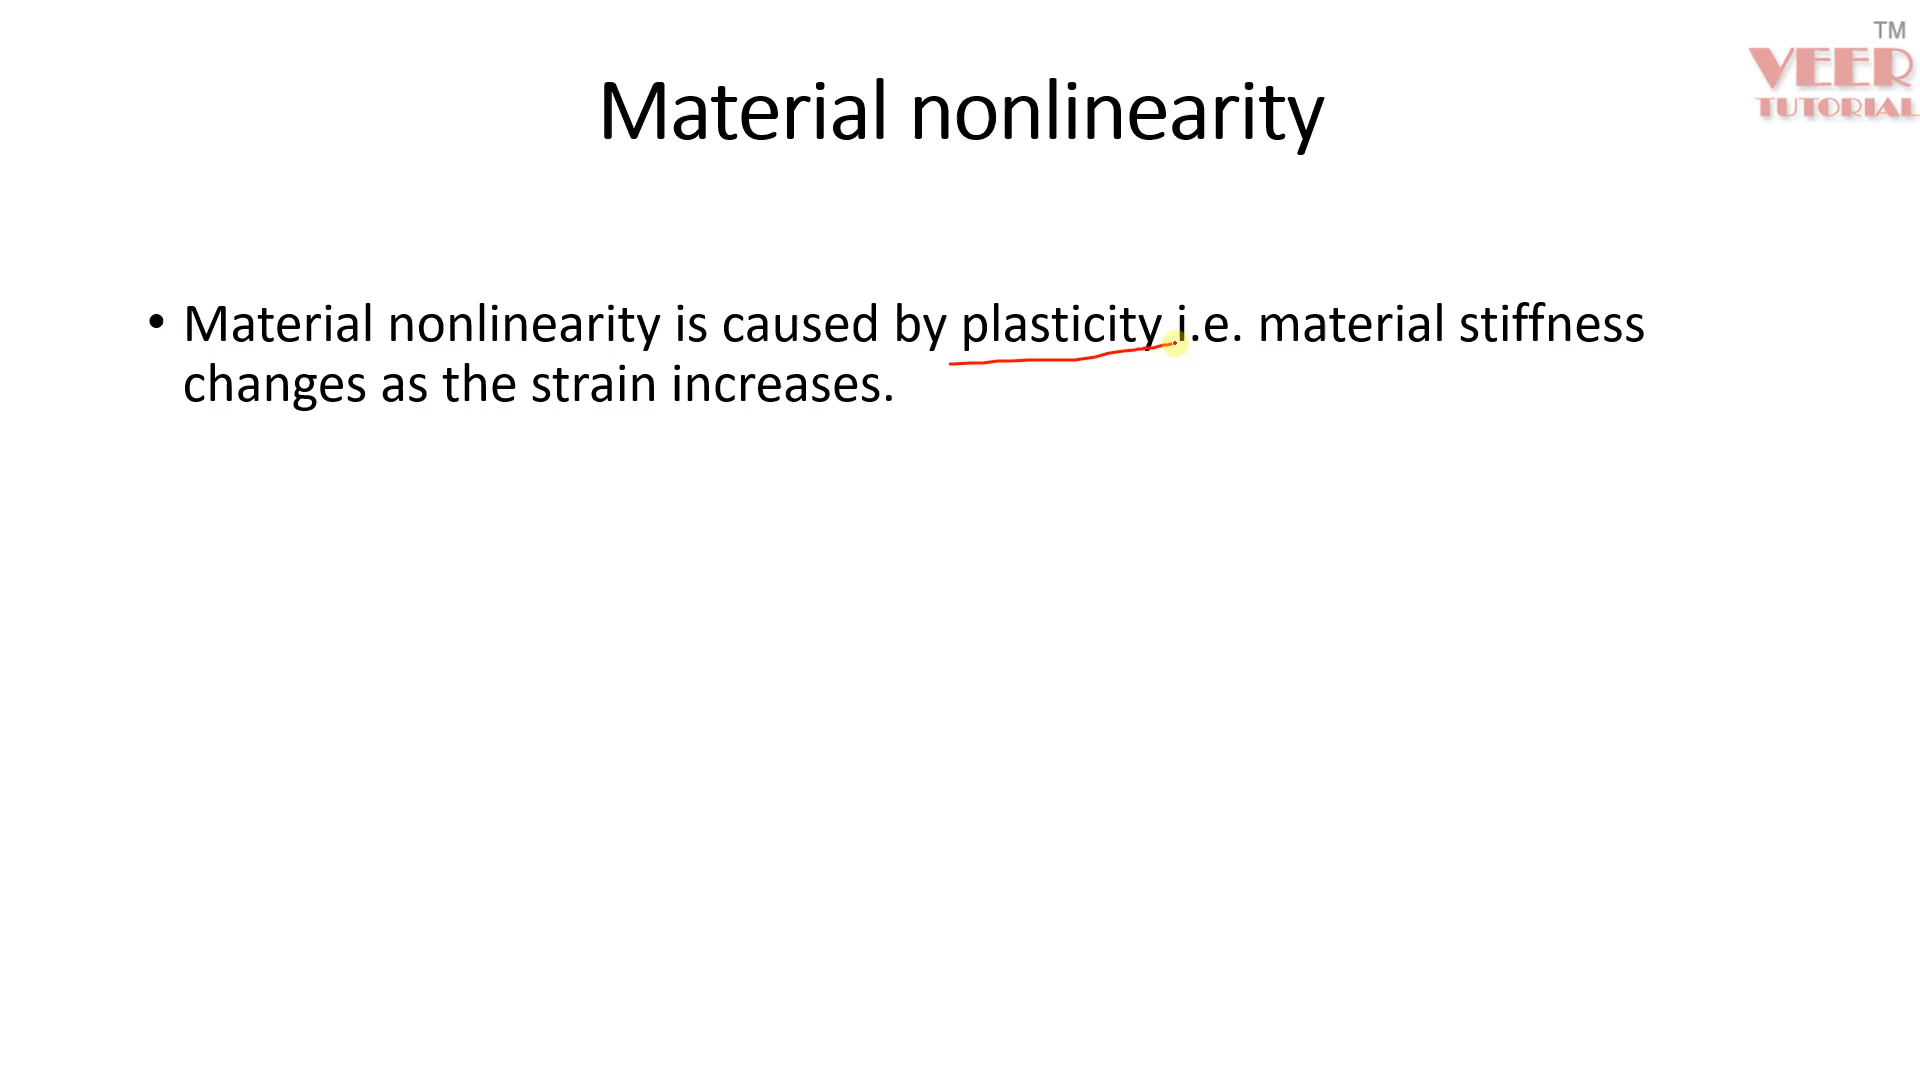 TM
VEER
TUTORIAL
Material nonlinearity
• Material nonlinearity is caused by plasticity i.e. material stiffness
changes as the strain increases.